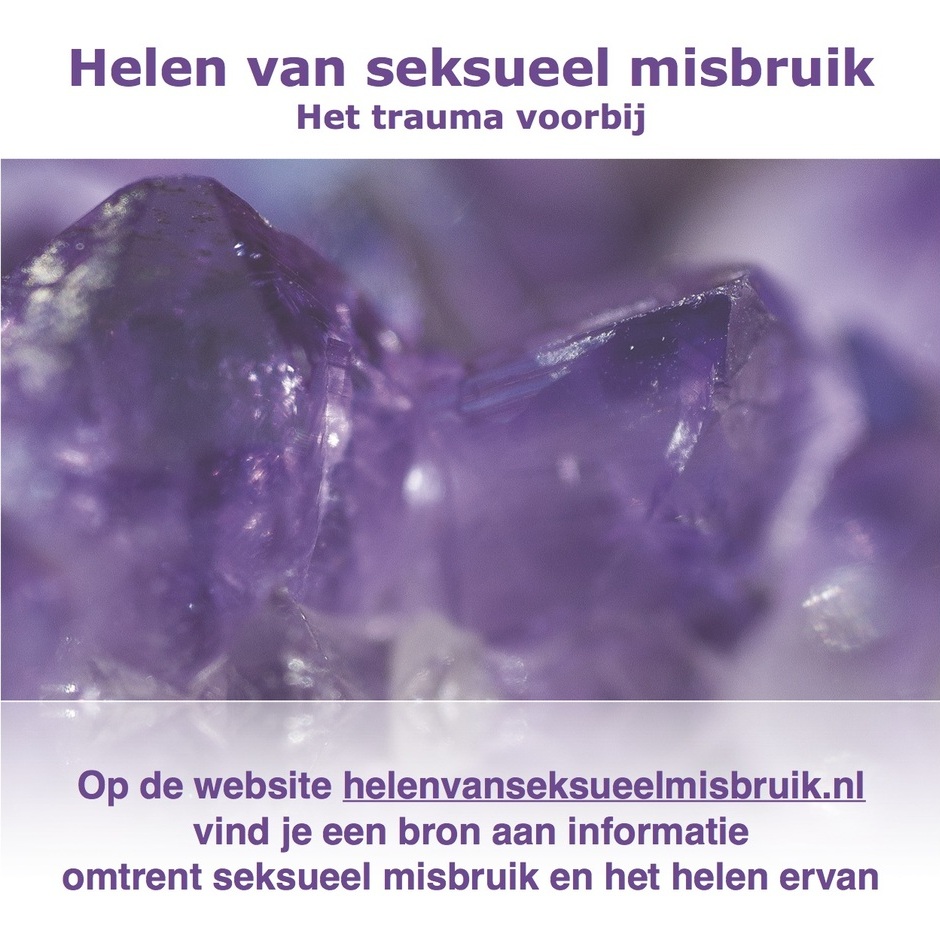 Helen van seksueel misbruik
Het trauma voorbij
Op de website helenvanseksueelmisbruik.nl
vind je een bron aan informatie
omtrent seksueel misbruik en het helen ervan